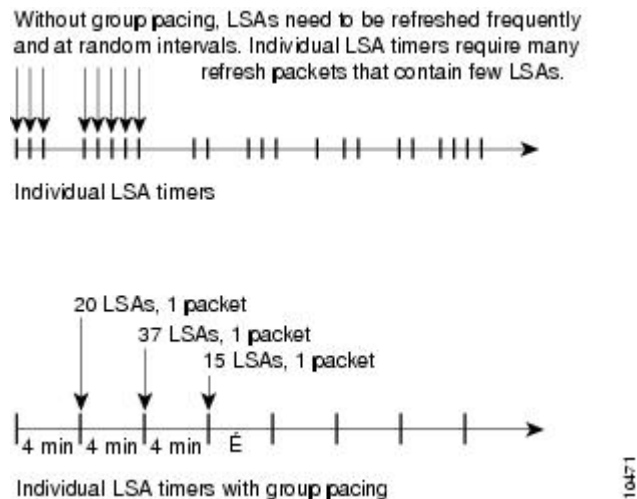 Without group pacing, LSAs need to be refreshed frequently
and at random intervals. Individual LSA timers require many
refresh packets that contain few LSAs.
Individual LSA timers
20 LSAs, 1 packet
37 LSAs, 1 packet
15 LSAs, 1 packet
4 min 4 min 4 min É
Individual LSA timers with group pacing
10471